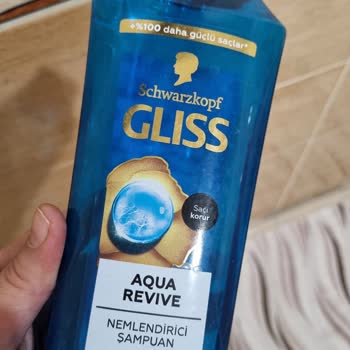 +%100 daha güçlü saçlar*
Schwarzkopf
GLISS
Saçı
korur
AQUA
REVIVE
NEMLENDİRİCİ
ŞAMPUAN